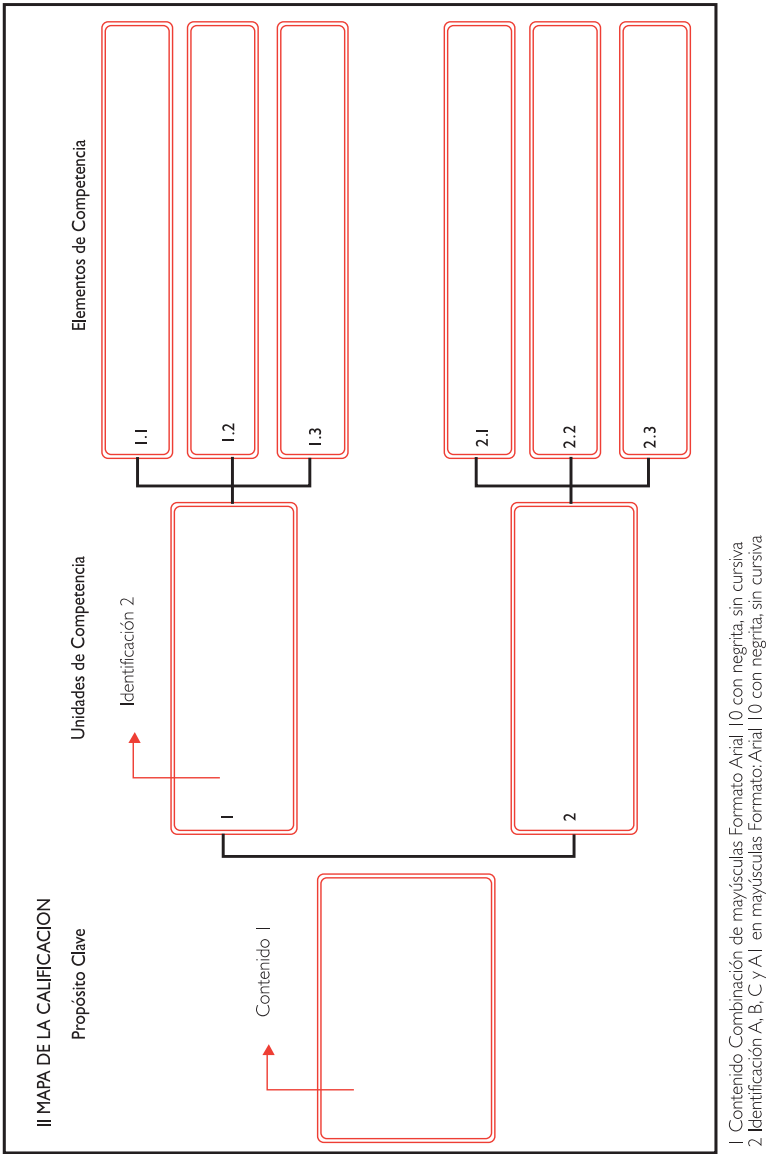 II MAPA DE LA CALIFICACION
Propósito Clave
Unidades de Competencia
Elementos de Competencia
Contenido 1
Identificación 2
1
1.1
1.2
1.3
2
2.1
2.2
2.3
1 Contenido Combinación de mayúsculas Formato Arial 10 con negrita, sin cursiva
2 Identificación A, B, C y A1 en mayúsculas Formato: Arial 10 con negrita, sin cursiva